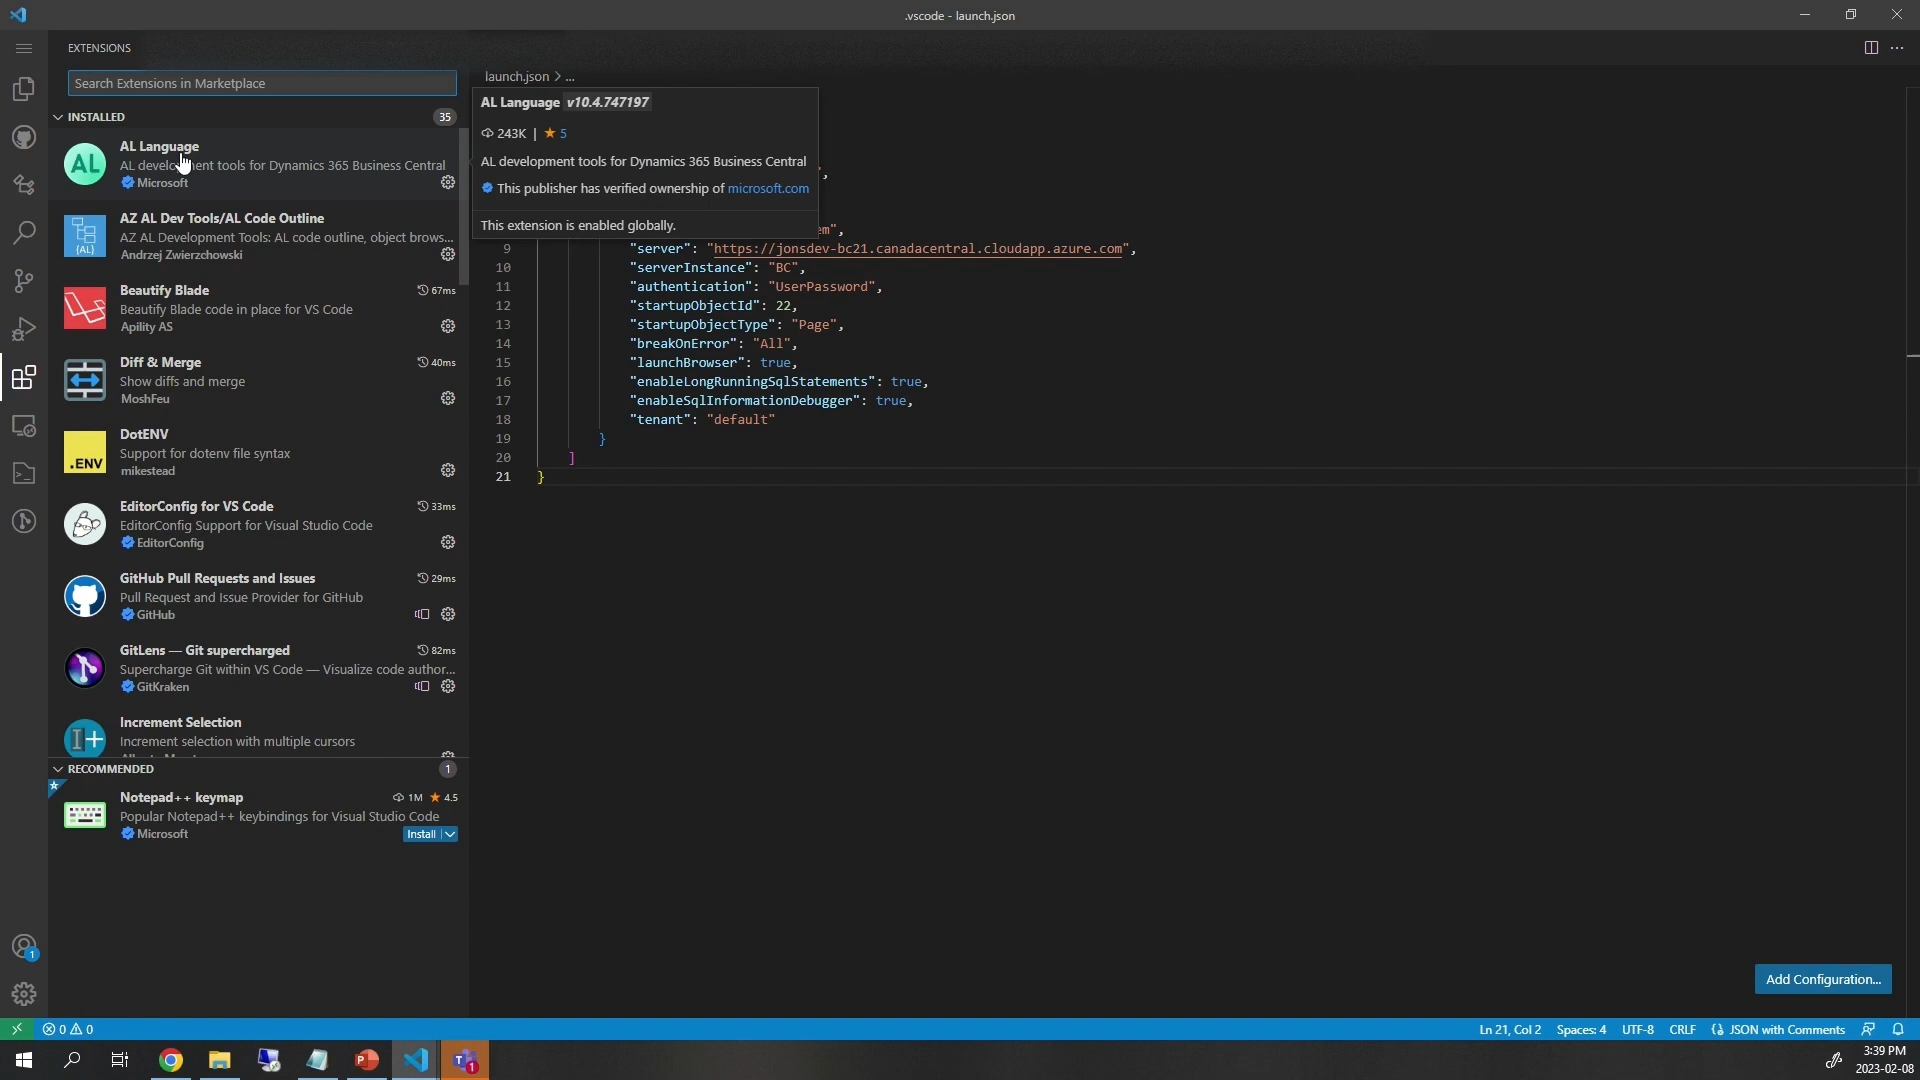 .vscode - launch.json
EXTENSIONS
Search Extensions in Marketplace
INSTALLED
35
AL
AL Language
AL development tools for Dynamics 365 Business Central
Microsoft
{AL}
AZ AL Dev Tools/AL Code Outline
AZ AL Development Tools: AL code outline, object brows...
Andrzej Zwierzchowski
Beautify Blade
67ms
Beautify Blade code in place for VS Code
Apility AS
Diff & Merge
40ms
Show diffs and merge
MoshFeu
.ENV
DotENV
Support for dotenv file syntax
mikestead
EditorConfig for VS Code
33ms
EditorConfig Support for Visual Studio Code
EditorConfig
GitHub Pull Requests and Issues
29ms
Pull Request and Issue Provider for GitHub
GitHub
GitLens — Git supercharged
82ms
Supercharge Git within VS Code — Visualize code author...
GitKraken
Increment Selection
Increment selection with multiple cursors
RECOMMENDED
1
Notepad++ keymap
1M
4.5
Popular Notepad++ keybindings for Visual Studio Code
Microsoft
Install
1
launch.json > ...
AL Language v10.4.747197
243K | 5
AL development tools for Dynamics 365 Business Central
This publisher has verified ownership of microsoft.com
This extension is enabled globally.
",
em",
9 "server": "https://jonsdev-bc21.canadacentral.cloudapp.azure.com",
10 "serverInstance": "BC",
11 "authentication": "UserPassword",
12 "startupObjectId": 22,
13 "startupObjectType": "Page",
14 "breakOnError": "All",
15 "launchBrowser": true,
16 "enableLongRunningSqlStatements": true,
17 "enableSqlInformationDebugger": true,
18 "tenant": "default"
19 }
20 ]
21 }
Add Configuration...
0 0
Ln 21, Col 2
Spaces: 4
UTF-8
CRLF
JSON with Comments
3:39 PM
2023-02-08